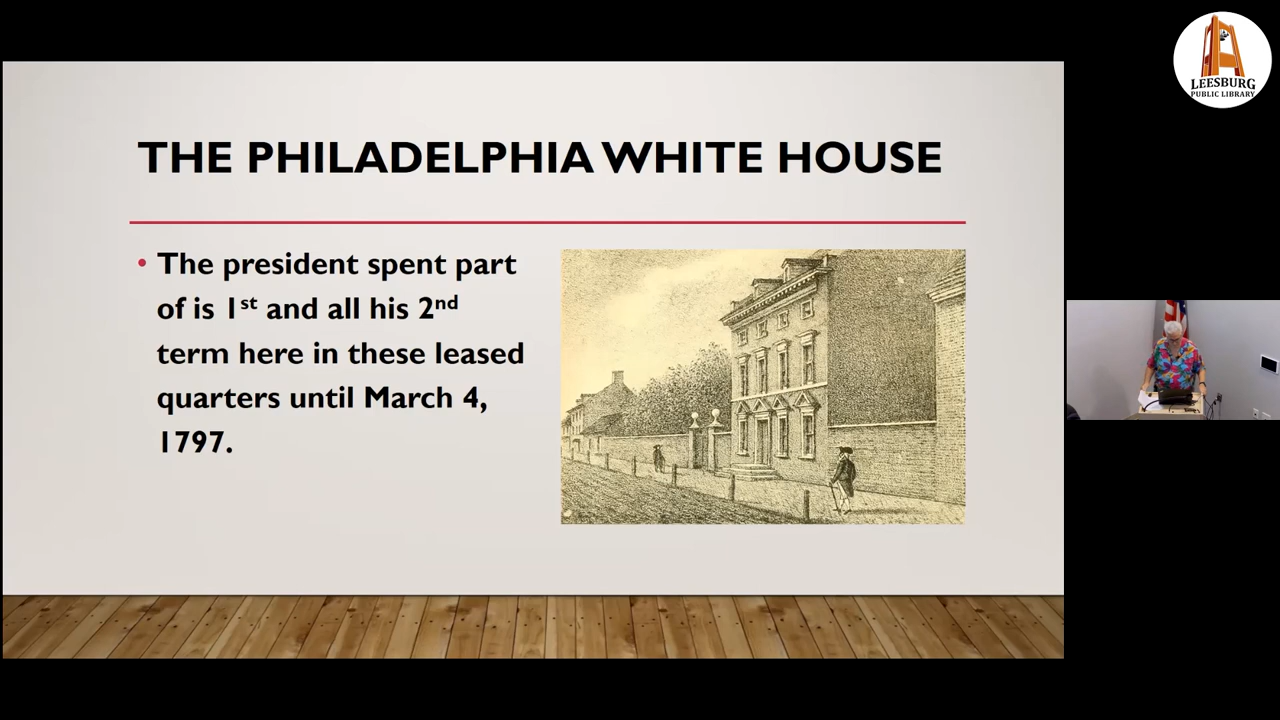 LEESBURG
PUBLIC LIBRARY
THE PHILADELPHIA WHITE HOUSE
• The president spent part
of is 1st and all his 2nd
term here in these leased
quarters until March 4,
1797.